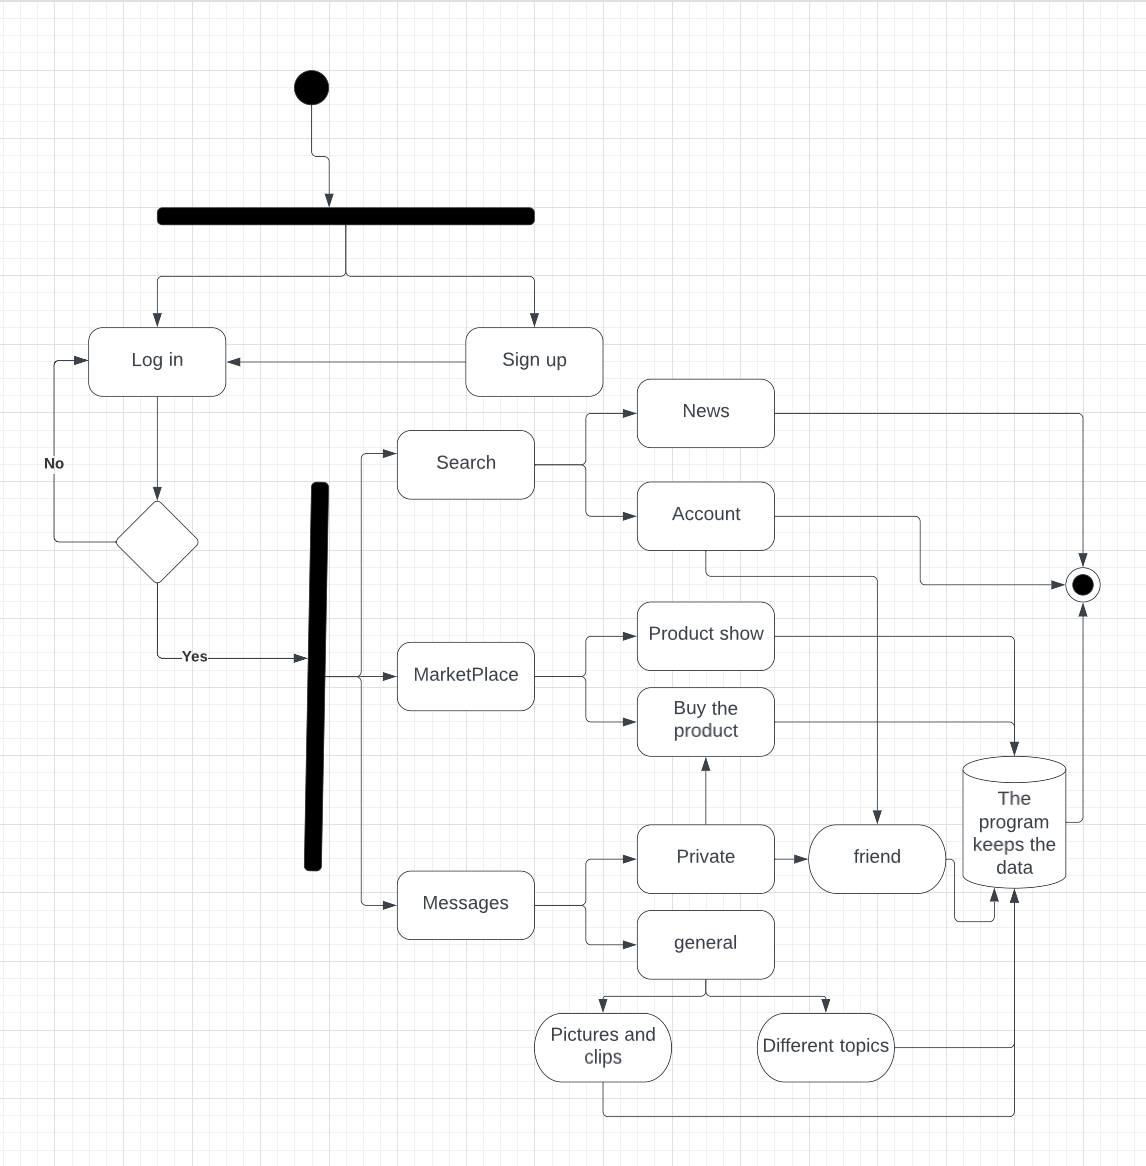 Log in
Sign up
News
No
Search
Account
Product show
Yes
MarketPlace
Buy the
product
The
program
keeps the
data
Private
friend
Messages
general
Pictures and
clips
Different topics